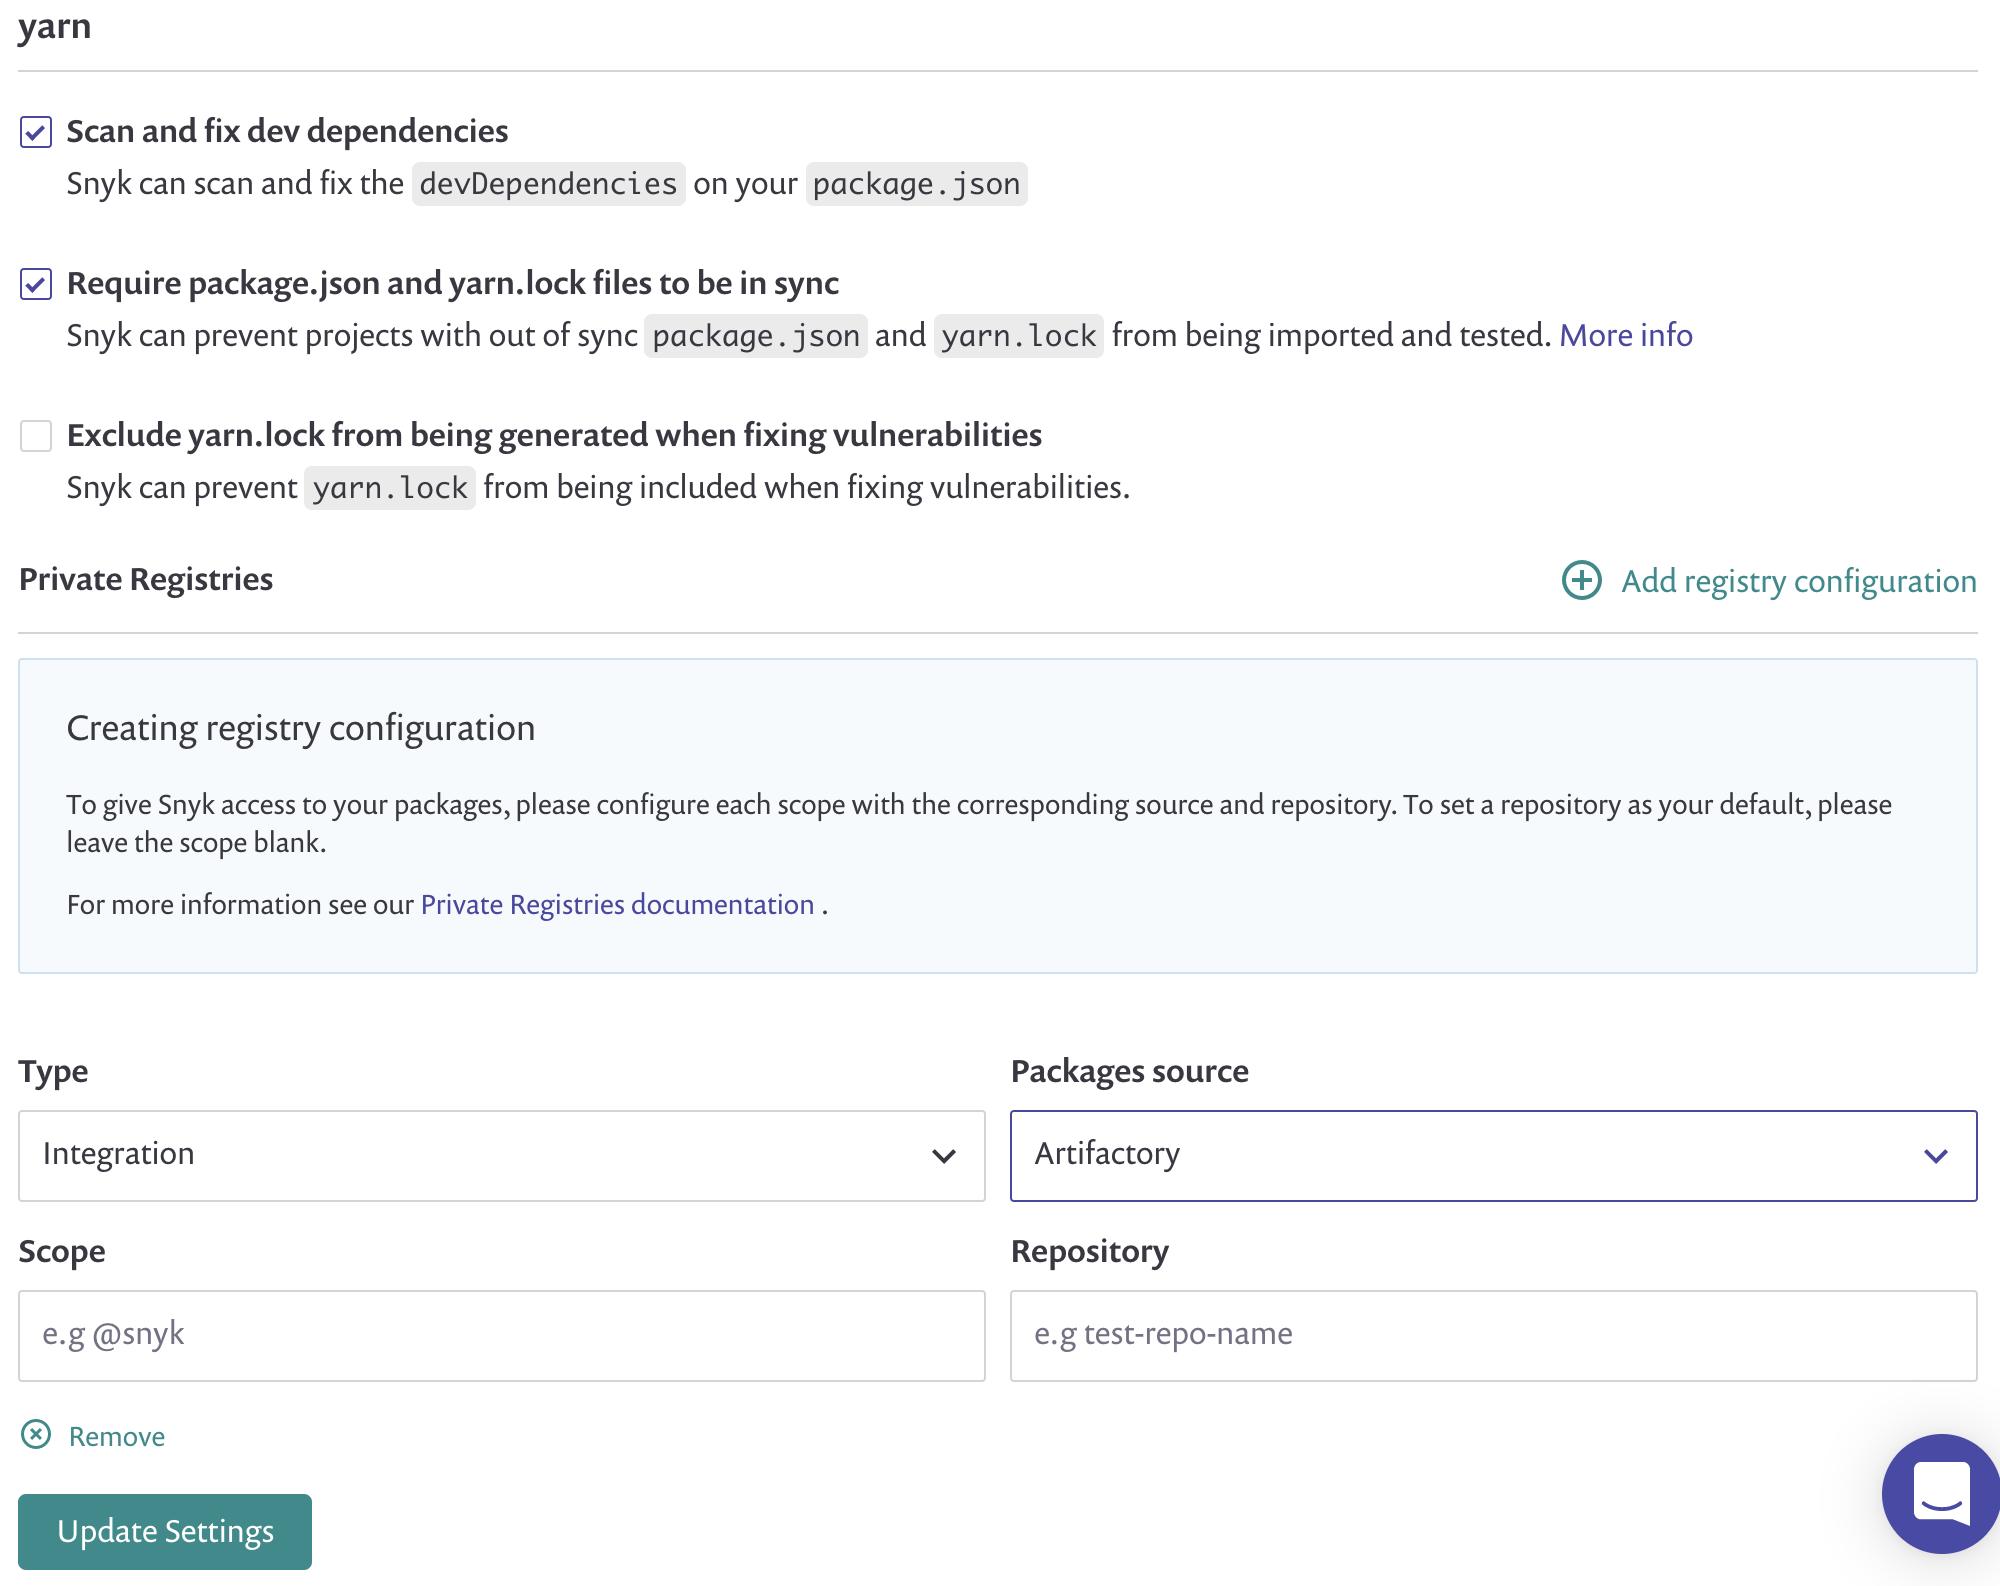 yarn
Scan and fix dev dependencies
Snyk can scan and fix the devDependencies on your package.json
Require package.json and yarn.lock files to be in sync
Snyk can prevent projects with out of sync package.json and yarn.lock from being imported and tested. More info
Exclude yarn.lock from being generated when fixing vulnerabilities
Snyk can prevent yarn.lock from being included when fixing vulnerabilities.
Private Registries
Add registry configuration
Creating registry configuration
To give Snyk access to your packages, please configure each scope with the corresponding source and repository. To set a repository as your default, please
leave the scope blank.
For more information see our Private Registries documentation .
Type
Packages source
Integration
Artifactory
Scope
Repository
e.g @snyk
e.g test-repo-name
Remove
Update Settings